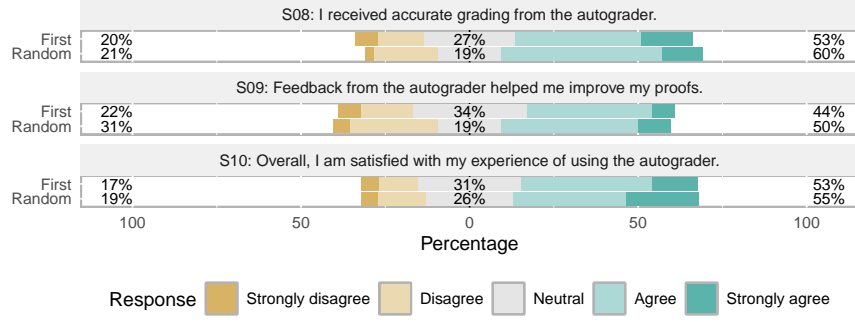 S08: I received accurate grading from the autograder.
First 20% 27% 53%
Random 21% 19% 60%
S09: Feedback from the autograder helped me improve my proofs.
First 22% 34% 44%
Random 31% 19% 50%
S10: Overall, I am satisfied with my experience of using the autograder.
First 17% 31% 53%
Random 19% 26% 55%
100 50 0 50 100
Percentage
Response Strongly disagree Disagree Neutral Agree Strongly agree